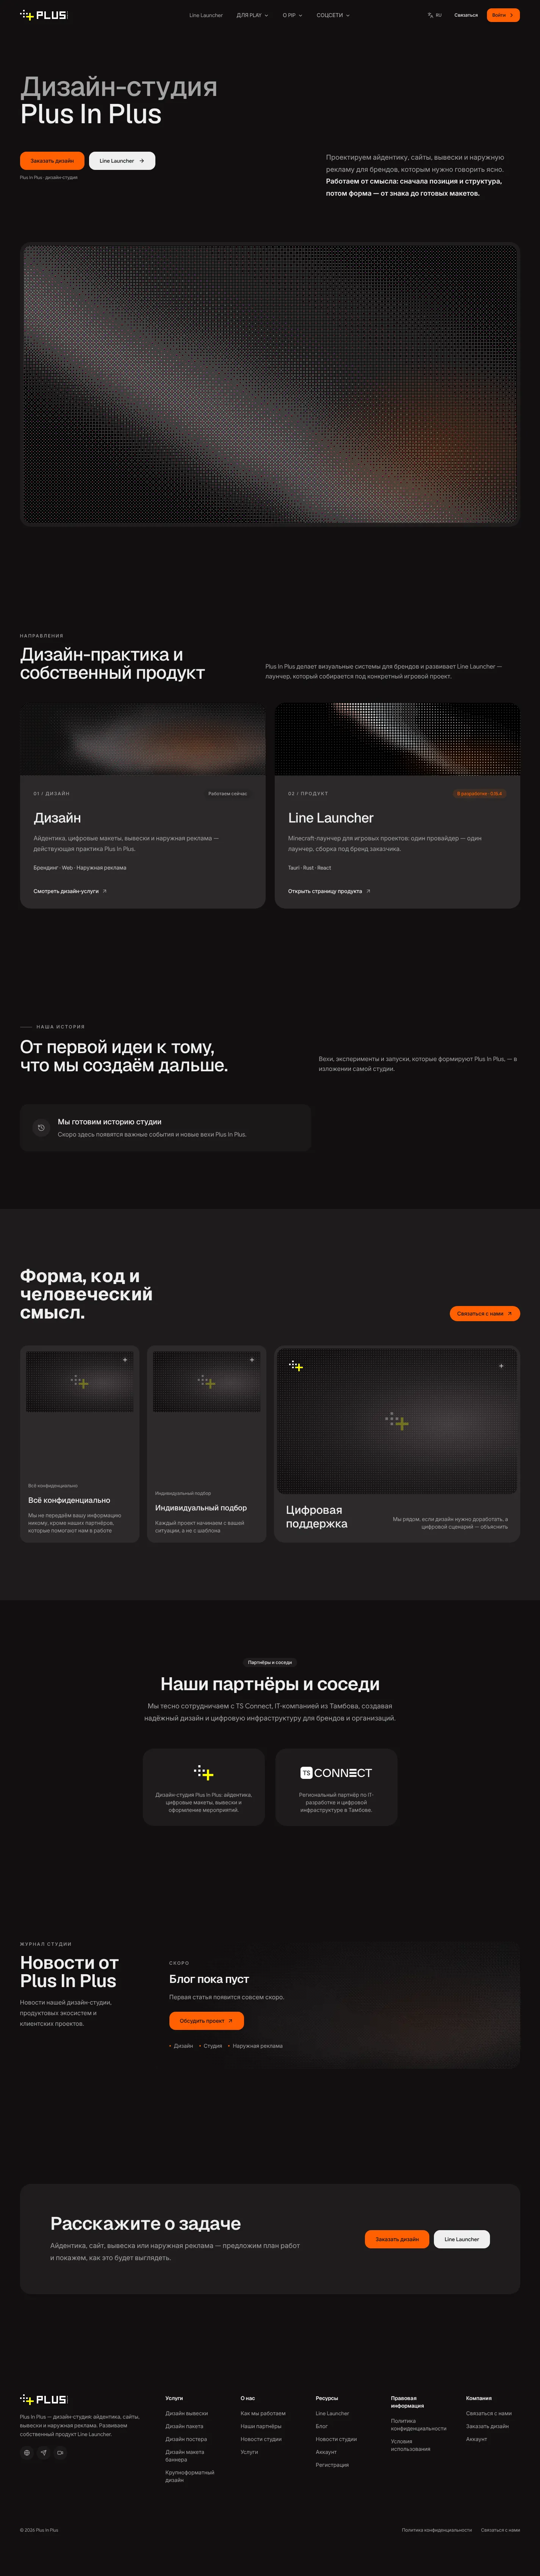 PLUS
Line Launcher
ДЛЯ PLAY
О PIP
СОЦСЕТИ
RU
Связаться
Войти
Дизайн-студия
Plus In Plus
Заказать дизайн
Line Launcher
Plus In Plus · дизайн-студия
Проектируем айдентику, сайты, вывески и наружную
рекламу для брендов, которым нужно говорить ясно.
Работаем от смысла: сначала позиция и структура,
потом форма — от знака до готовых макетов.
НАПРАВЛЕНИЯ
Дизайн-практика и
собственный продукт
Plus In Plus делает визуальные системы для брендов и развивает Line Launcher —
лаунчер, который собирается под конкретный игровой проект.
01 / ДИЗАЙН
Работаем сейчас
Дизайн
Айдентика, цифровые макеты, вывески и наружная реклама —
действующая практика Plus In Plus.
Брендинг · Web · Наружная реклама
Смотреть дизайн-услуги
02 / ПРОДУКТ
В разработке · 0.15.4
Line Launcher
Minecraft-лаунчер для игровых проектов: один провайдер — один
лаунчер, сборка под бренд заказчика.
Tauri · Rust · React
Открыть страницу продукта
НАША ИСТОРИЯ
От первой идеи к тому,
что мы создаём дальше.
Вехи, эксперименты и запуски, которые формируют Plus In Plus, — в
изложении самой студии.
Мы готовим историю студии
Скоро здесь появятся важные события и новые вехи Plus In Plus.
Форма, код и
человеческий
смысл.
Связаться с нами
Всё конфиденциально
Всё конфиденциально
Мы не передаём вашу информацию
никому, кроме наших партнёров,
которые помогают нам в работе
Индивидуальный подбор
Индивидуальный подбор
Каждый проект начинаем с вашей
ситуации, а не с шаблона
Цифровая
поддержка
Мы рядом, если дизайн нужно доработать, а
цифровой сценарий — объяснить
Партнёры и соседи
Наши партнёры и соседи
Мы тесно сотрудничаем с TS Connect, IT-компанией из Тамбова, создавая
надёжный дизайн и цифровую инфраструктуру для брендов и организаций.
Дизайн-студия Plus In Plus: айдентика,
цифровые макеты, вывески и
оформление мероприятий.
TS CONNECT
Региональный партнёр по IT-
разработке и цифровой
инфраструктуре в Тамбове.
ЖУРНАЛ СТУДИИ
Новости от
Plus In Plus
Новости нашей дизайн-студии,
продуктовых экосистем и
клиентских проектов.
СКОРО
Блог пока пуст
Первая статья появится совсем скоро.
Обсудить проект
• Дизайн • Студия • Наружная реклама
Расскажите о задаче
Айдентика, сайт, вывеска или наружная реклама — предложим план работ
и покажем, как это будет выглядеть.
Заказать дизайн
Line Launcher
PLUS
Plus In Plus — дизайн-студия: айдентика, сайты,
вывески и наружная реклама. Развиваем
собственный продукт Line Launcher.
Услуги
Дизайн вывески
Дизайн пакета
Дизайн постера
Дизайн макета
баннера
Крупноформатный
дизайн
О нас
Как мы работаем
Наши партнёры
Новости студии
Услуги
Ресурсы
Line Launcher
Блог
Новости студии
Аккаунт
Регистрация
Правовая
информация
Политика
конфиденциальности
Условия
использования
Компания
Связаться с нами
Заказать дизайн
Аккаунт
© 2026 Plus In Plus
Политика конфиденциальности
Связаться с нами